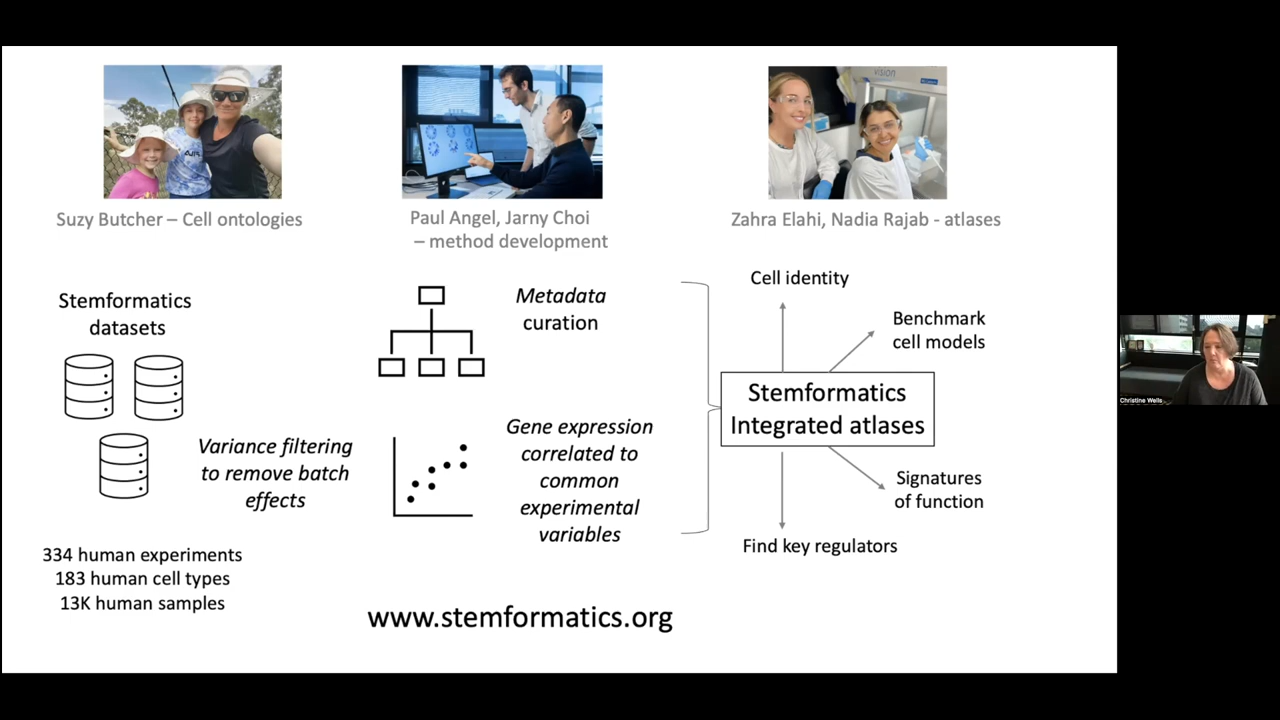 Suzy Butcher – Cell ontologies
Paul Angel, Jarny Choi
– method development
Zahra Elahi, Nadia Rajab - atlases
Stemformatics
datasets
Variance filtering
to remove batch
effects
334 human experiments
183 human cell types
13K human samples
Metadata
curation
Gene expression
correlated to
common
experimental
variables
Cell identity
Benchmark
cell models
Stemformatics
Integrated atlases
Signatures
of function
Find key regulators
www.stemformatics.org
Christine Wells